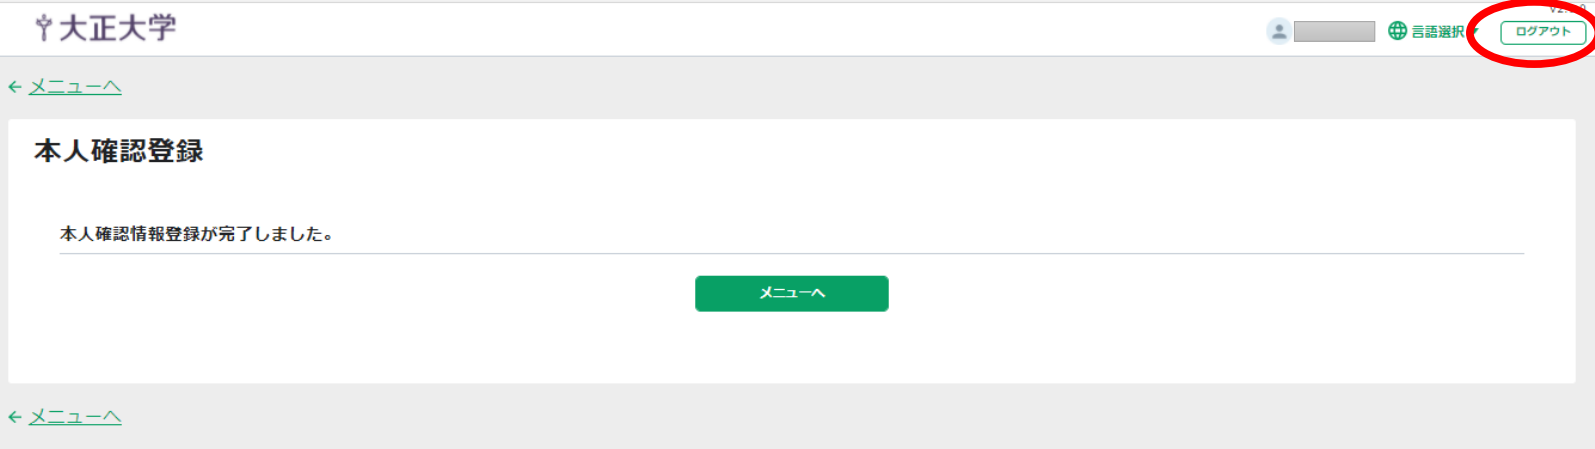 大正大学
言語選択
ログアウト
← メニューへ
本人確認登録
本人確認情報登録が完了しました。
メニューへ
← メニューへ